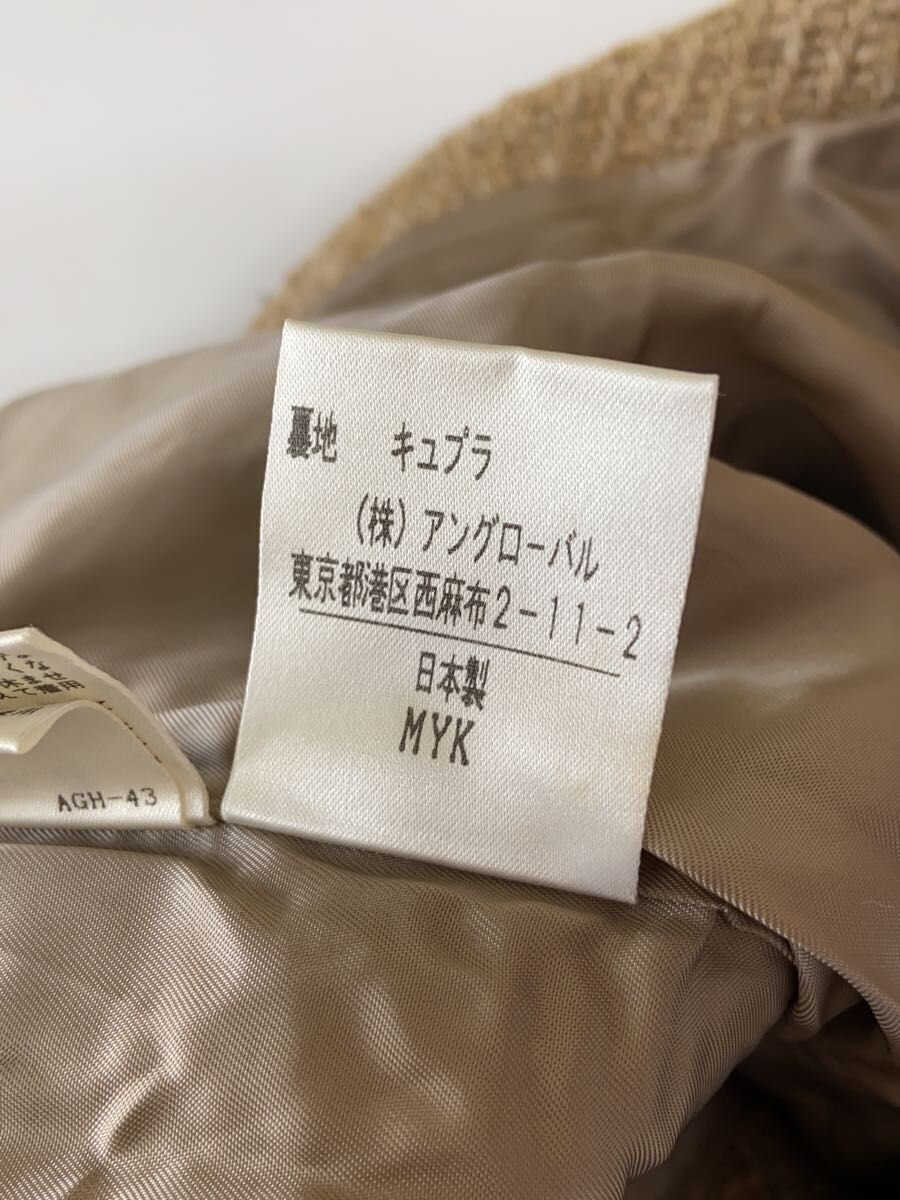 裏地 キュプラ
(株)アングローバル
東京都港区西麻布2-11-2
日本製
MYK
AGH-43